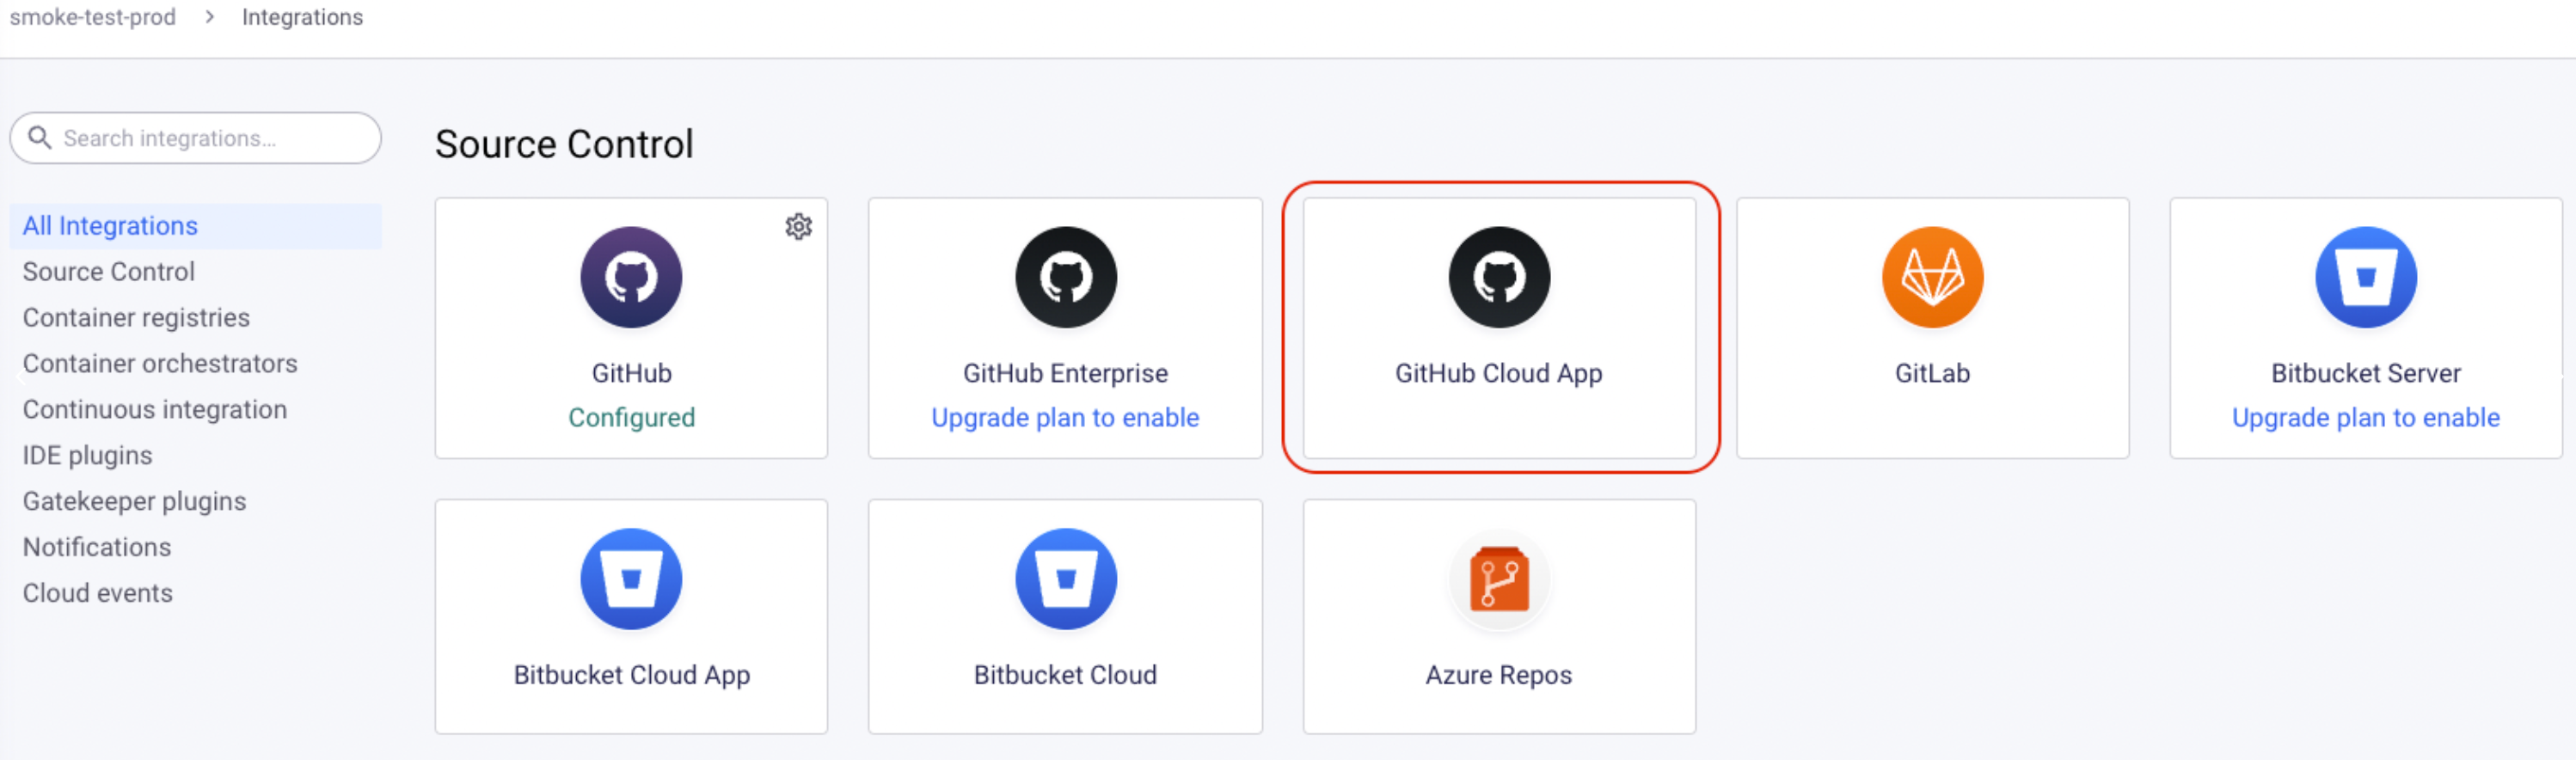 smoke-test-prod > Integrations
Search integrations...
All Integrations
Source Control
Container registries
Container orchestrators
Continuous integration
IDE plugins
Gatekeeper plugins
Notifications
Cloud events
Source Control
GitHub
Configured
GitHub Enterprise
Upgrade plan to enable
GitHub Cloud App
GitLab
Bitbucket Server
Upgrade plan to enable
Bitbucket Cloud App
Bitbucket Cloud
Azure Repos